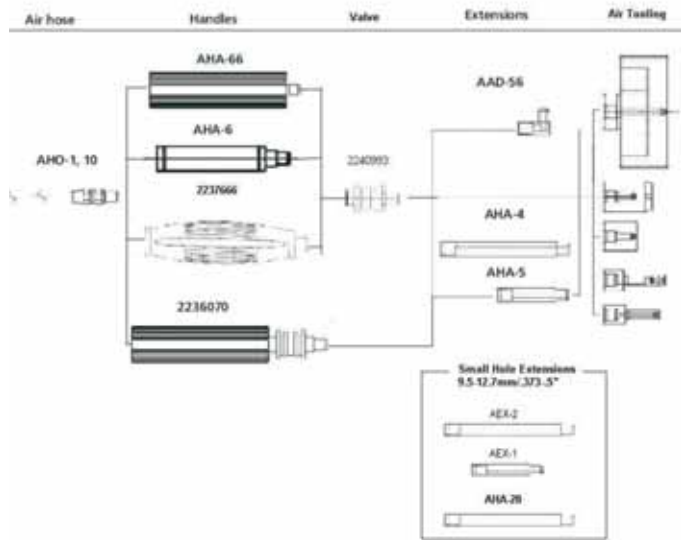 Air hose Handles Valve Extensions Air Tooling
AHA-66
AAD-56
AHA-6
AHO-1, 10
2240993
2237666
AHA-4
AHA-5
2236070
Small Hole Extensions
9.5-12.7mm/.373-.5"
AEX-2
AEX-1
AHA-28